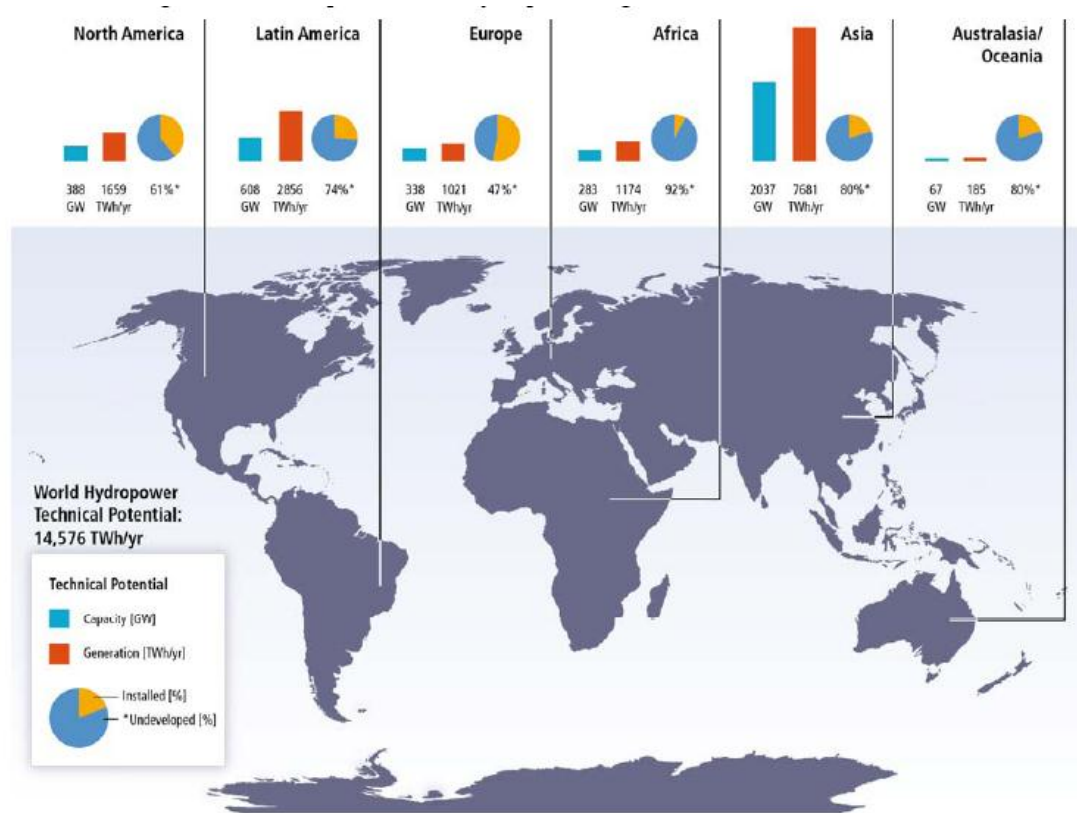 North America
Latin America
Europe
Africa
Asia
Australasia/
Oceania
388
GW
1659
TWh/yr
61%*
608
GW
2856
TWh/yr
74%*
338
GW
1021
TWh/yr
47%*
283
GW
1174
TWh/yr
92%*
2037
GW
7681
TWh/yr
80%*
67
GW
185
TWh/yr
80%*
World Hydropower
Technical Potential:
14,576 TWh/yr
Technical Potential
Capacity [GW]
Generation [TWh/yr]
Installed [%]
*Undeveloped [%]